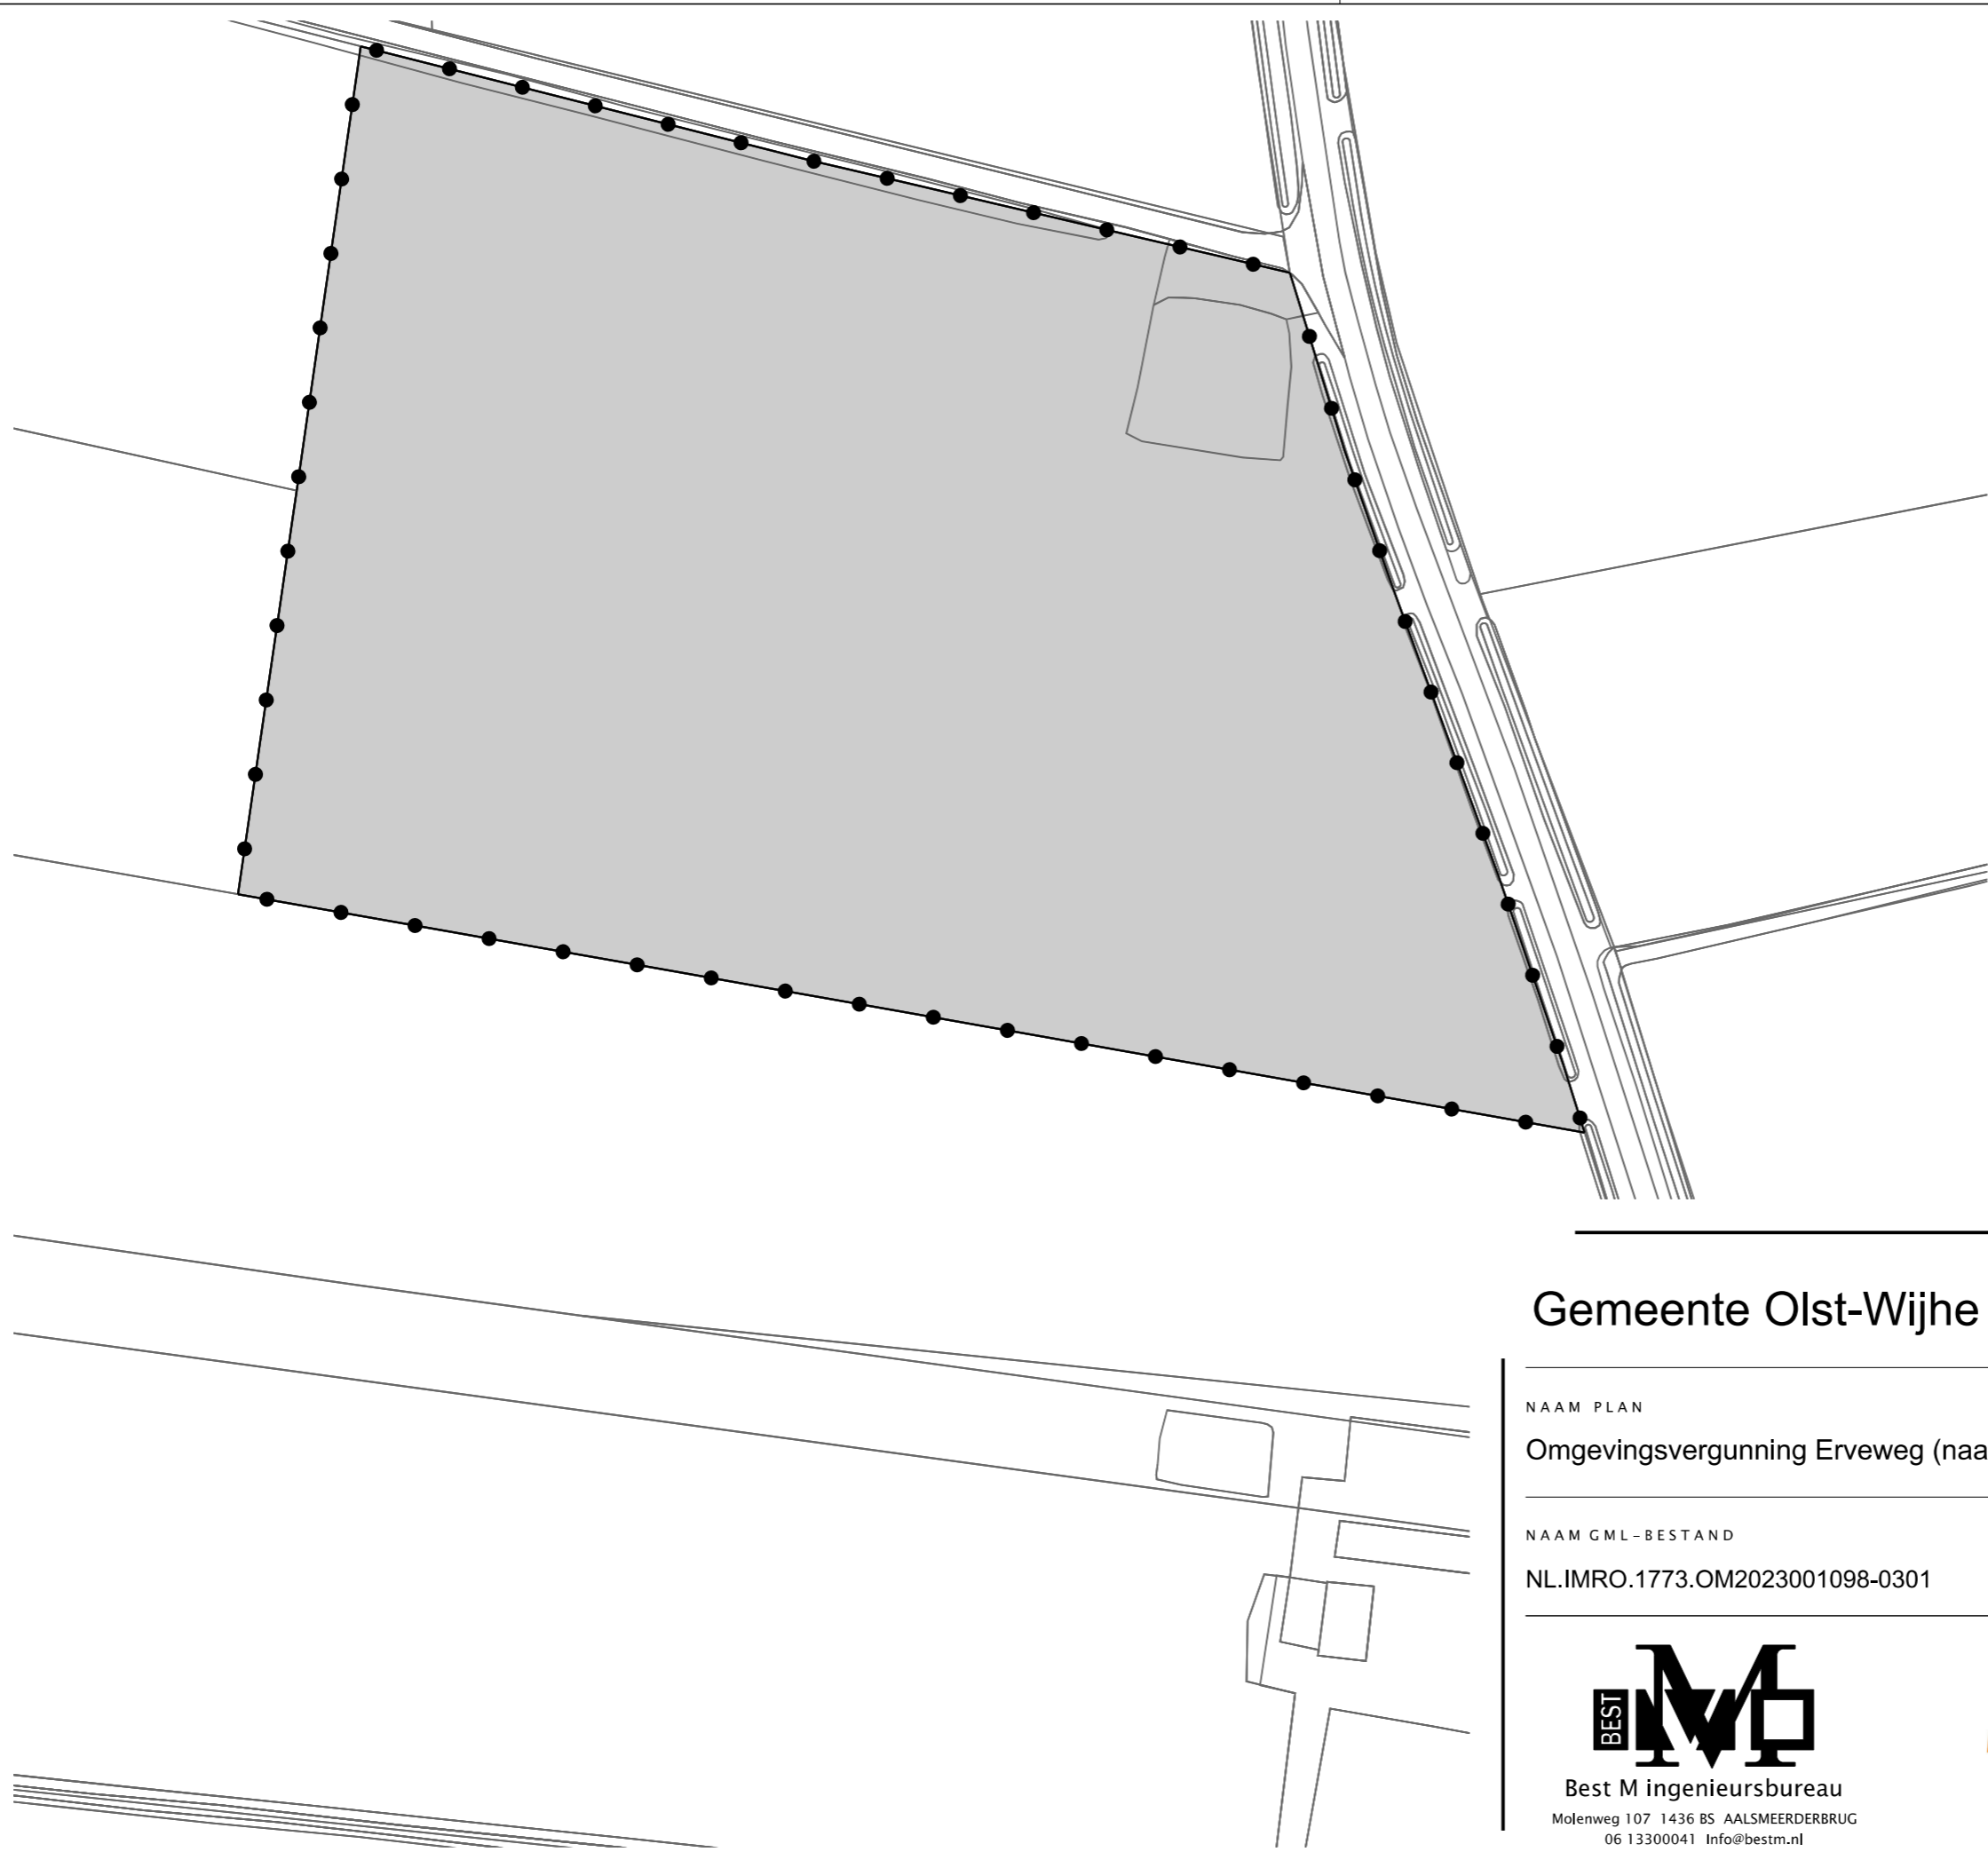 Gemeente Olst-Wijhe
NAAM PLAN
Omgevingsvergunning Erveweg
NAAM GML-BESTAND
NL.IMRO.1773.OM2023001098-0301
BEST
M
Best M ingenieursbureau
Molenweg 107 1436 BS AALSMEERDERBRUG
06 13300041 Info@bestm.nl